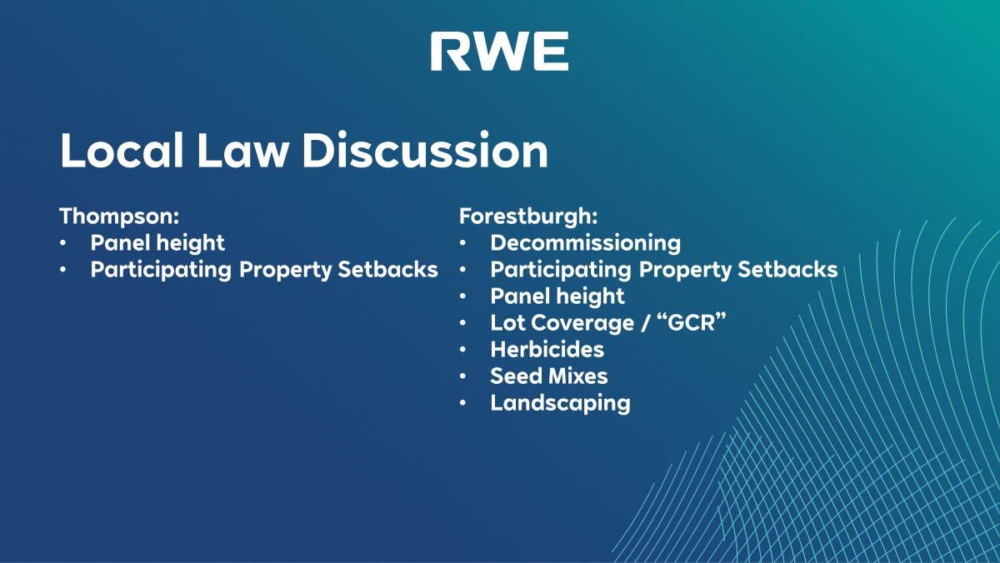 RWE
Local Law Discussion
Thompson:
• Panel height
• Participating Property Setbacks
Forestburgh:
• Decommissioning
• Participating Property Setbacks
• Panel height
• Lot Coverage / “GCR”
• Herbicides
• Seed Mixes
• Landscaping